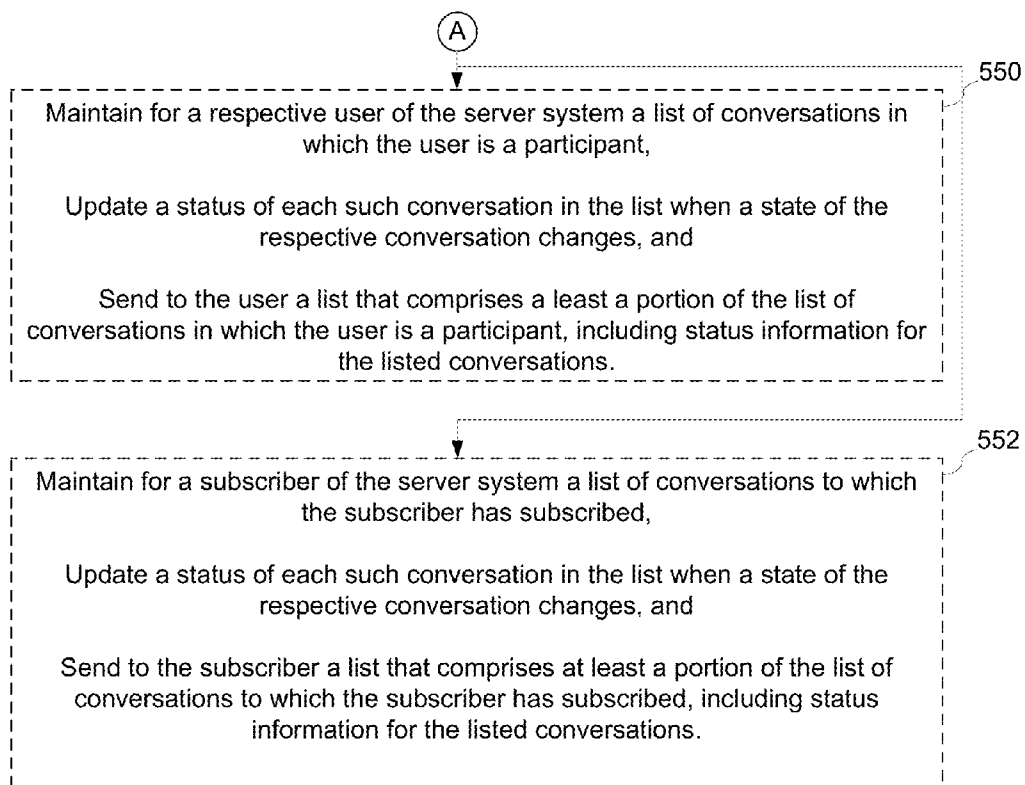 A
550
Maintain for a respective user of the server system a list of conversations in
which the user is a participant,
Update a status of each such conversation in the list when a state of the
respective conversation changes, and
Send to the user a list that comprises a least a portion of the list of
conversations in which the user is a participant, including status information for
the listed conversations.
552
Maintain for a subscriber of the server system a list of conversations to which
the subscriber has subscribed,
Update a status of each such conversation in the list when a state of the
respective conversation changes, and
Send to the subscriber a list that comprises at least a portion of the list of
conversations to which the subscriber has subscribed, including status
information for the listed conversations.